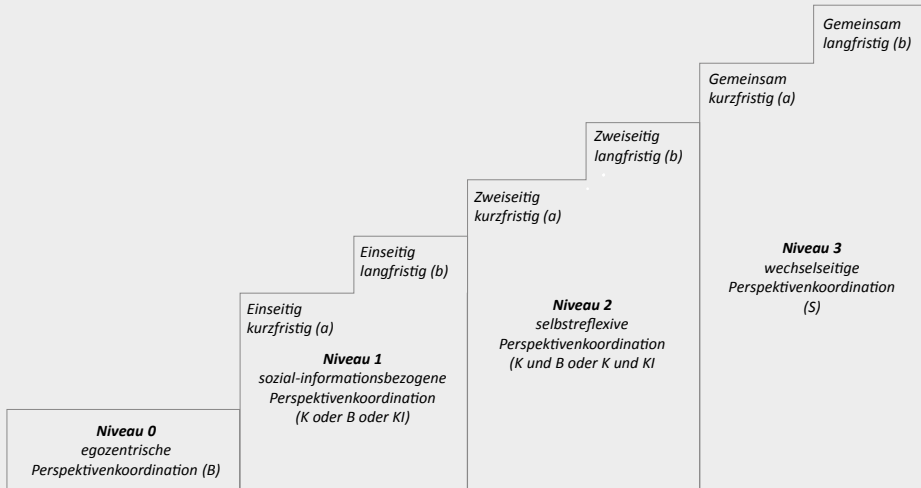 Niveau 0
egozentrische
Perspektivenkoordination (B)
Einseitig
kurzfristig (a)
Einseitig
langfristig (b)
Niveau 1
sozial-informationsbezogene
Perspektivenkoordination
(K oder B oder KI)
Zweiseitig
kurzfristig (a)
Zweiseitig
langfristig (b)
Niveau 2
selbstreflexive
Perspektivenkoordination
(K und B oder K und KI
Gemeinsam
kurzfristig (a)
Gemeinsam
langfristig (b)
Niveau 3
wechselseitige
Perspektivenkoordination
(S)